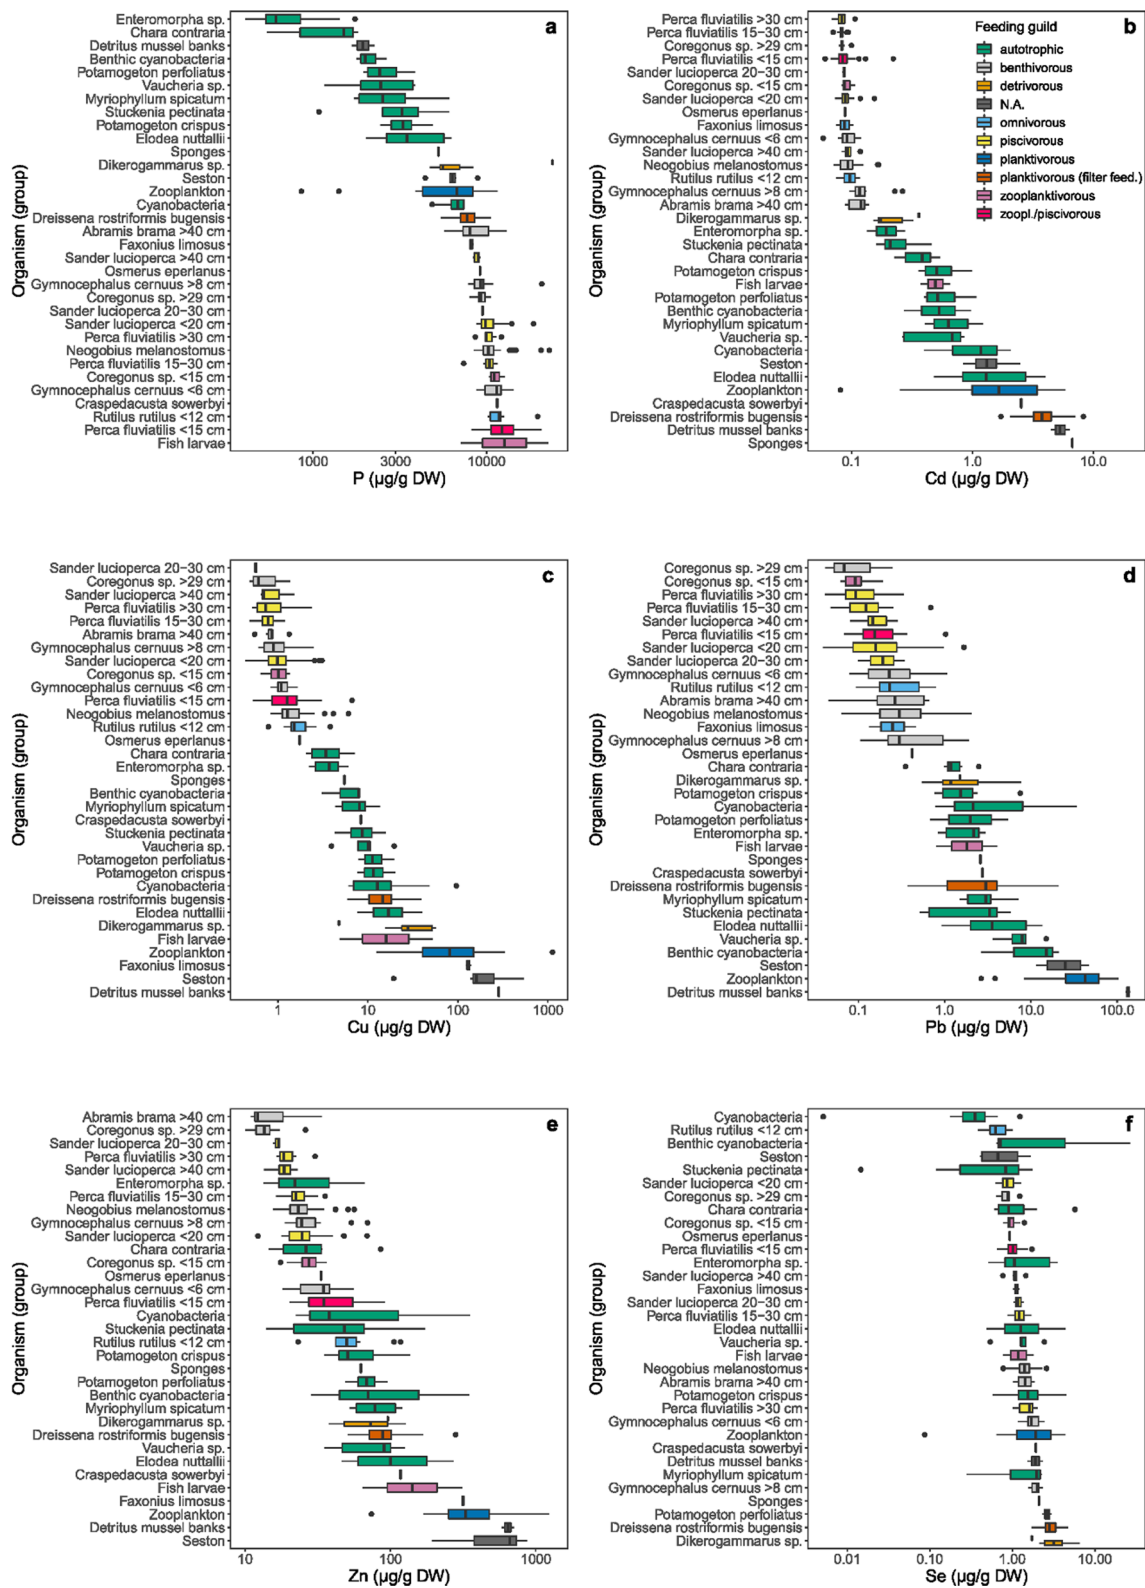 a
Enteromorpha sp.
Chara contraria
Detritus mussel banks
Benthic cyanobacteria
Potamogeton perfoliatus
Vaucheria sp.
Myriophyllum spicatum
Stuckenia pectinata
Potamogeton crispus
Elodea nuttallii
Sponges
Dikerogammarus sp.
Seston
Zooplankton
Cyanobacteria
Dreissena rostriformis bugensis
Abramis brama >40 cm
Faxonius limosus
Sander lucioperca >40 cm
Osmerus eperlanus
Gymnocephalus cernuus >8 cm
Coregonus sp. >29 cm
Sander lucioperca 20-30 cm
Sander lucioperca <20 cm
Perca fluviatilis >30 cm
Neogobius melanostomus
Perca fluviatilis 15-30 cm
Coregonus sp. <15 cm
Gymnocephalus cernuus <6 cm
Craspedacusta sowerbyi
Rutilus rutilus <12 cm
Perca fluviatilis <15 cm
Fish larvae
Organism (group)
1000 3000 10000
P (µg/g DW)
b
Perca fluviatilis >30 cm
Perca fluviatilis 15-30 cm
Coregonus sp. >29 cm
Perca fluviatilis <15 cm
Sander lucioperca 20-30 cm
Coregonus sp. <15 cm
Sander lucioperca <20 cm
Osmerus eperlanus
Faxonius limosus
Gymnocephalus cernuus <6 cm
Sander lucioperca >40 cm
Neogobius melanostomus
Rutilus rutilus <12 cm
Gymnocephalus cernuus >8 cm
Abramis brama >40 cm
Dikerogammarus sp.
Enteromorpha sp.
Stuckenia pectinata
Chara contraria
Potamogeton crispus
Fish larvae
Potamogeton perfoliatus
Benthic cyanobacteria
Myriophyllum spicatum
Vaucheria sp.
Cyanobacteria
Seston
Elodea nuttallii
Zooplankton
Craspedacusta sowerbyi
Dreissena rostriformis bugensis
Detritus mussel banks
Sponges
Organism (group)
0.1 1.0 10.0
Cd (µg/g DW)
Feeding guild
autotrophic
benthivorous
detrivorous
N.A.
omnivorous
piscivorous
planktivorous
planktivorous (filter feed.)
zooplanktivorous
zoopl./piscivorous
c
Sander lucioperca 20-30 cm
Coregonus sp. >29 cm
Sander lucioperca >40 cm
Perca fluviatilis >30 cm
Perca fluviatilis 15-30 cm
Abramis brama >40 cm
Gymnocephalus cernuus >8 cm
Sander lucioperca <20 cm
Coregonus sp. <15 cm
Gymnocephalus cernuus <6 cm
Perca fluviatilis <15 cm
Neogobius melanostomus
Rutilus rutilus <12 cm
Osmerus eperlanus
Chara contraria
Enteromorpha sp.
Sponges
Benthic cyanobacteria
Myriophyllum spicatum
Craspedacusta sowerbyi
Stuckenia pectinata
Vaucheria sp.
Potamogeton perfoliatus
Potamogeton crispus
Cyanobacteria
Dreissena rostriformis bugensis
Elodea nuttallii
Dikerogammarus sp.
Fish larvae
Zooplankton
Faxonius limosus
Seston
Detritus mussel banks
Organism (group)
1 10 100 1000
Cu (µg/g DW)
d
Coregonus sp. >29 cm
Coregonus sp. <15 cm
Perca fluviatilis >30 cm
Perca fluviatilis 15-30 cm
Sander lucioperca >40 cm
Perca fluviatilis <15 cm
Sander lucioperca <20 cm
Sander lucioperca 20-30 cm
Gymnocephalus cernuus <6 cm
Rutilus rutilus <12 cm
Abramis brama >40 cm
Neogobius melanostomus
Faxonius limosus
Gymnocephalus cernuus >8 cm
Osmerus eperlanus
Chara contraria
Dikerogammarus sp.
Potamogeton crispus
Cyanobacteria
Potamogeton perfoliatus
Enteromorpha sp.
Fish larvae
Sponges
Craspedacusta sowerbyi
Dreissena rostriformis bugensis
Myriophyllum spicatum
Stuckenia pectinata
Elodea nuttallii
Vaucheria sp.
Benthic cyanobacteria
Seston
Zooplankton
Detritus mussel banks
Organism (group)
0.1 1.0 10.0 100.0
Pb (µg/g DW)
e
Abramis brama >40 cm
Coregonus sp. >29 cm
Sander lucioperca 20-30 cm
Perca fluviatilis >30 cm
Sander lucioperca >40 cm
Enteromorpha sp.
Perca fluviatilis 15-30 cm
Neogobius melanostomus
Gymnocephalus cernuus >8 cm
Sander lucioperca <20 cm
Chara contraria
Coregonus sp. <15 cm
Osmerus eperlanus
Gymnocephalus cernuus <6 cm
Perca fluviatilis <15 cm
Cyanobacteria
Stuckenia pectinata
Rutilus rutilus <12 cm
Potamogeton crispus
Sponges
Potamogeton perfoliatus
Benthic cyanobacteria
Myriophyllum spicatum
Dikerogammarus sp.
Dreissena rostriformis bugensis
Vaucheria sp.
Elodea nuttallii
Craspedacusta sowerbyi
Fish larvae
Faxonius limosus
Zooplankton
Detritus mussel banks
Seston
Organism (group)
10 100 1000
Zn (µg/g DW)
f
Cyanobacteria
Rutilus rutilus <12 cm
Benthic cyanobacteria
Seston
Stuckenia pectinata
Sander lucioperca <20 cm
Coregonus sp. >29 cm
Chara contraria
Coregonus sp. <15 cm
Osmerus eperlanus
Perca fluviatilis <15 cm
Enteromorpha sp.
Sander lucioperca >40 cm
Faxonius limosus
Sander lucioperca 20-30 cm
Perca fluviatilis 15-30 cm
Elodea nuttallii
Vaucheria sp.
Fish larvae
Neogobius melanostomus
Abramis brama >40 cm
Potamogeton crispus
Perca fluviatilis >30 cm
Gymnocephalus cernuus <6 cm
Zooplankton
Craspedacusta sowerbyi
Detritus mussel banks
Myriophyllum spicatum
Gymnocephalus cernuus >8 cm
Sponges
Potamogeton perfoliatus
Dreissena rostriformis bugensis
Dikerogammarus sp.
Organism (group)
0.01 0.10 1.00 10.00
Se (µg/g DW)